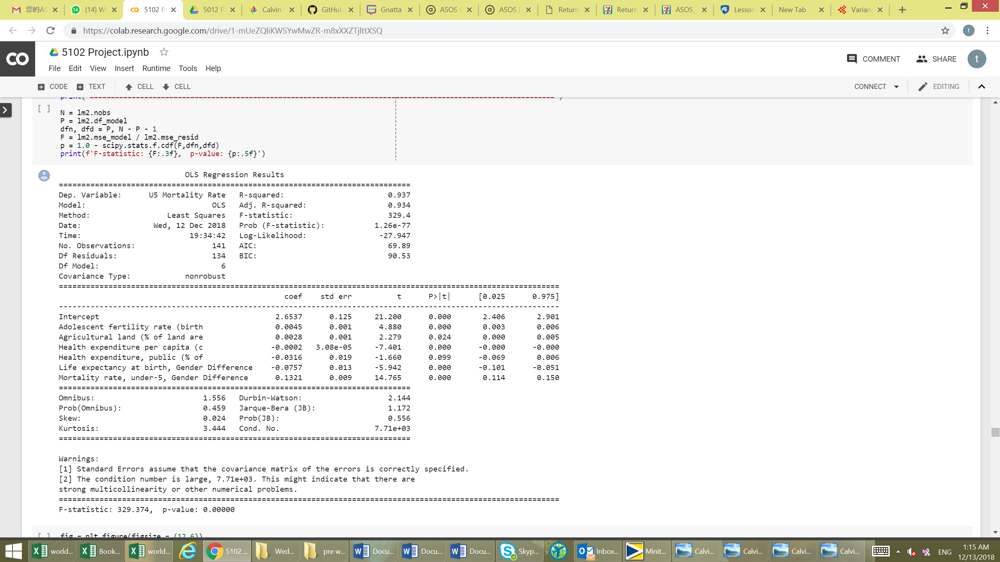 您的AS (14) W 5102 P 5012 P Calvin GitHub Gnatta ASOS ASOS Return Return ASOS_ Lesson New Tab Varian
https://colab.research.google.com/drive/1-mUeZQliKWSYwMwZR-m8xXXZTjlttXSQ t
CO 5102 Project.ipynb
COMMENT SHARE t
File Edit View Insert Runtime Tools Help
CODE TEXT CELL CELL CONNECT EDITING
[ ]
N = lm2.nobs
P = lm2.df_model
dfn, dfd = P, N - P - 1
F = lm2.mse_model / lm2.mse_resid
p = 1.0 - scipy.stats.f.cdf(F,dfn,dfd)
print(f'F-statistic: {F:.3f},  p-value: {p:.5f}')
OLS Regression Results
==============================================================================
Dep. Variable: U5 Mortality Rate R-squared: 0.937
Model: OLS Adj. R-squared: 0.934
Method: Least Squares F-statistic: 329.4
Date: Wed, 12 Dec 2018 Prob (F-statistic): 1.26e-77
Time: 19:34:42 Log-Likelihood: -27.947
No. Observations: 141 AIC: 69.89
Df Residuals: 134 BIC: 90.53
Df Model: 6
Covariance Type: nonrobust
===============================================================================================================
coef std err t P>|t| [0.025 0.975]
---------------------------------------------------------------------------------------------------------------
Intercept 2.6537 0.125 21.200 0.000 2.406 2.901
Adolescent fertility rate (birth 0.0045 0.001 4.880 0.000 0.003 0.006
Agricultural land (% of land are 0.0028 0.001 2.279 0.024 0.000 0.005
Health expenditure per capita (c -0.0002 3.08e-05 -7.401 0.000 -0.000 -0.000
Health expenditure, public (% of -0.0316 0.019 -1.660 0.099 -0.069 0.006
Life expectancy at birth, Gender Difference -0.0757 0.013 -5.942 0.000 -0.101 -0.051
Mortality rate, under-5, Gender Difference 0.1321 0.009 14.765 0.000 0.114 0.150
==============================================================================
Omnibus: 1.556 Durbin-Watson: 2.144
Prob(Omnibus): 0.459 Jarque-Bera (JB): 1.172
Skew: 0.024 Prob(JB): 0.556
Kurtosis: 3.444 Cond. No. 7.71e+03
==============================================================================
Warnings:
[1] Standard Errors assume that the covariance matrix of the errors is correctly specified.
[2] The condition number is large, 7.71e+03. This might indicate that there are
strong multicollinearity or other numerical problems.
===============================================================================================================
F-statistic: 329.374,  p-value: 0.00000
[ ] fig = plt.figure(figsize = (12,6))
world... Book... world... 5102 ... Wed... pre w... Docu... Docu... Docu... Skyp... Inbox... Minit... Calvi... Calvi... Calvi... Calvi... ENG 1:15 AM
12/13/2018